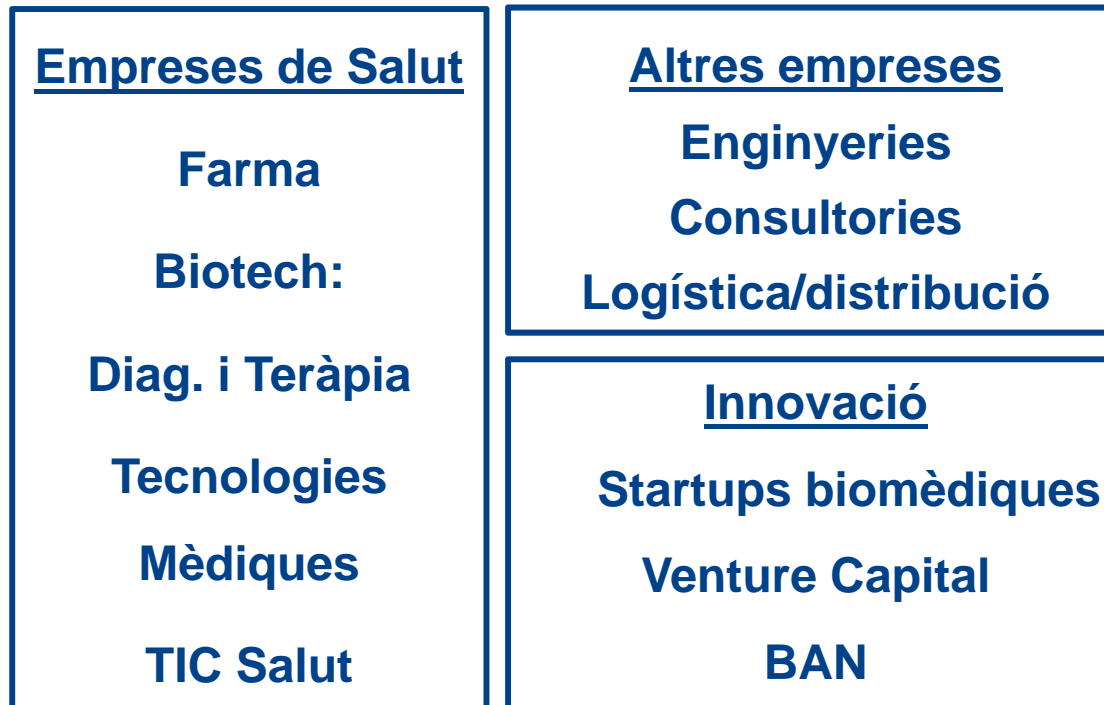 Empreses de Salut
Farma
Biotech:
Diag. i Teràpia
Tecnologies
Mèdiques
TIC Salut
Altres empreses
Enginyeries
Consultories
Logística/distribució
Innovació
Startups biomèdiques
Venture Capital
BAN